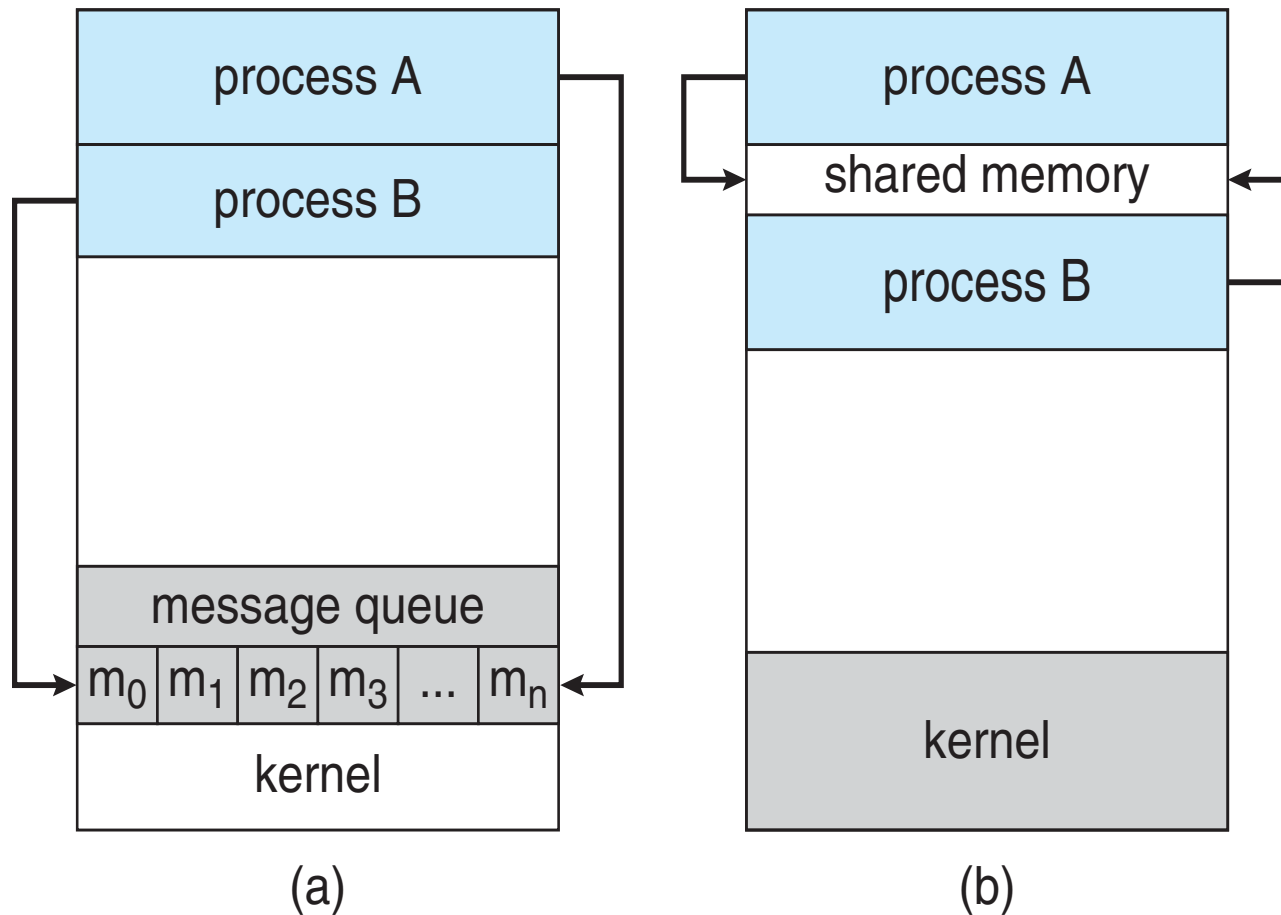 process A
process B
message queue
m0 m1 m2 m3 ... mn
kernel
(a)
process A
shared memory
process B
kernel
(b)